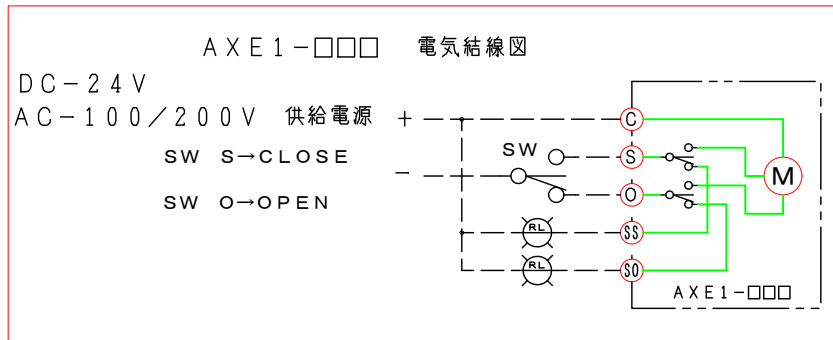 AXE1-□□□ 電気結線図
DC-24V
AC-100/200V 供給電源 + C
SW S→CLOSE SW S
- M
SW O→OPEN O
RL SS
RL SO
AXE1-□□□